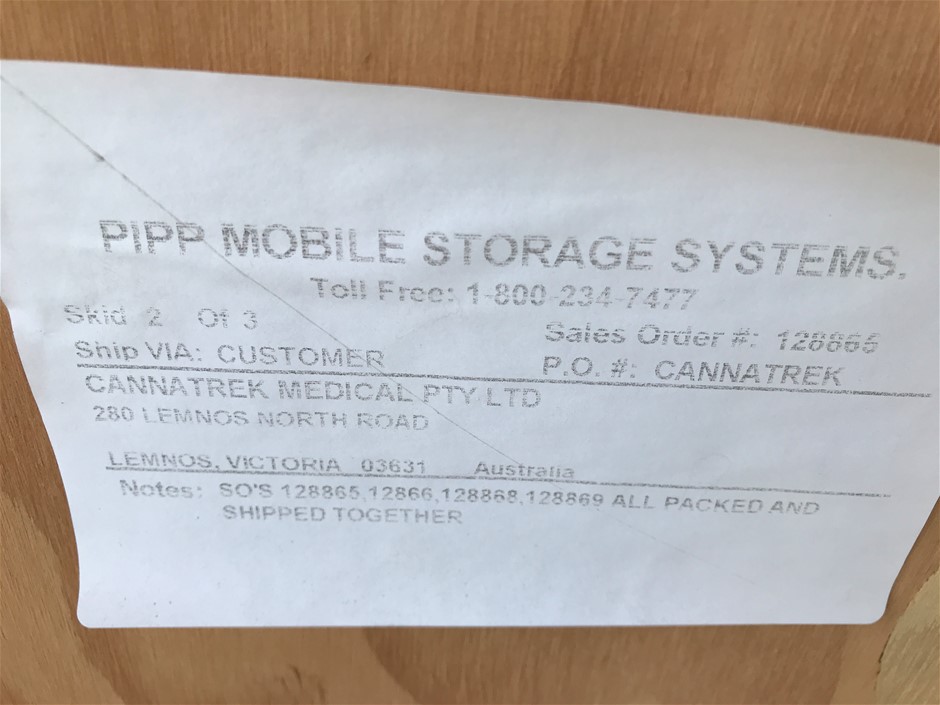 PIPP MOBILE STORAGE SYSTEMS.
Toll Free: 1-800-234-7477
Skid 2 Of 3 Sales Order #: 128865
Ship VIA: CUSTOMER P.O. #: CANNATREK
CANNATREK MEDICAL PTY LTD
280 LEMNOS NORTH ROAD
LEMNOS, VICTORIA 03631 Australia
Notes: SO'S 128865,12866,128868,128869 ALL PACKED AND
SHIPPED TOGETHER